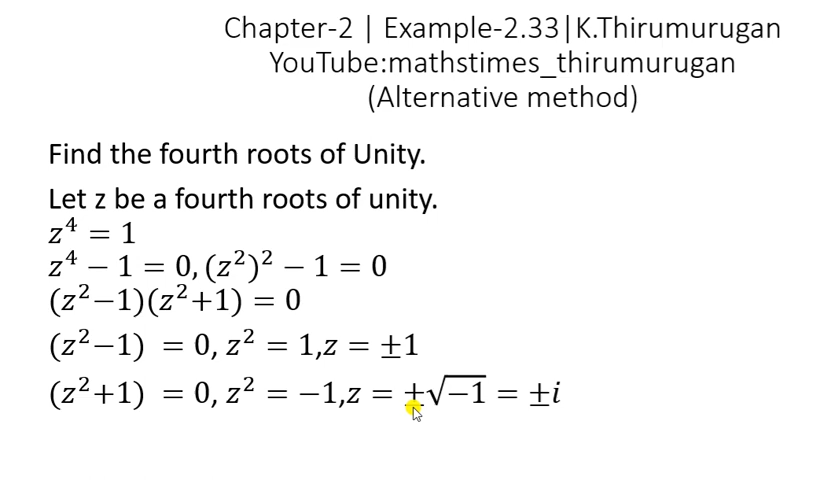 Chapter-2 | Example-2.33|K.Thirumurugan
YouTube:mathstimes_thirumurugan
(Alternative method)
Find the fourth roots of Unity.
Let z be a fourth roots of unity.
z⁴ = 1
z⁴ − 1 = 0, (z²)² − 1 = 0
(z²−1)(z²+1) = 0
(z²−1) = 0, z² = 1,z = ±1
(z²+1) = 0, z² = −1,z = ±√−1 = ±i